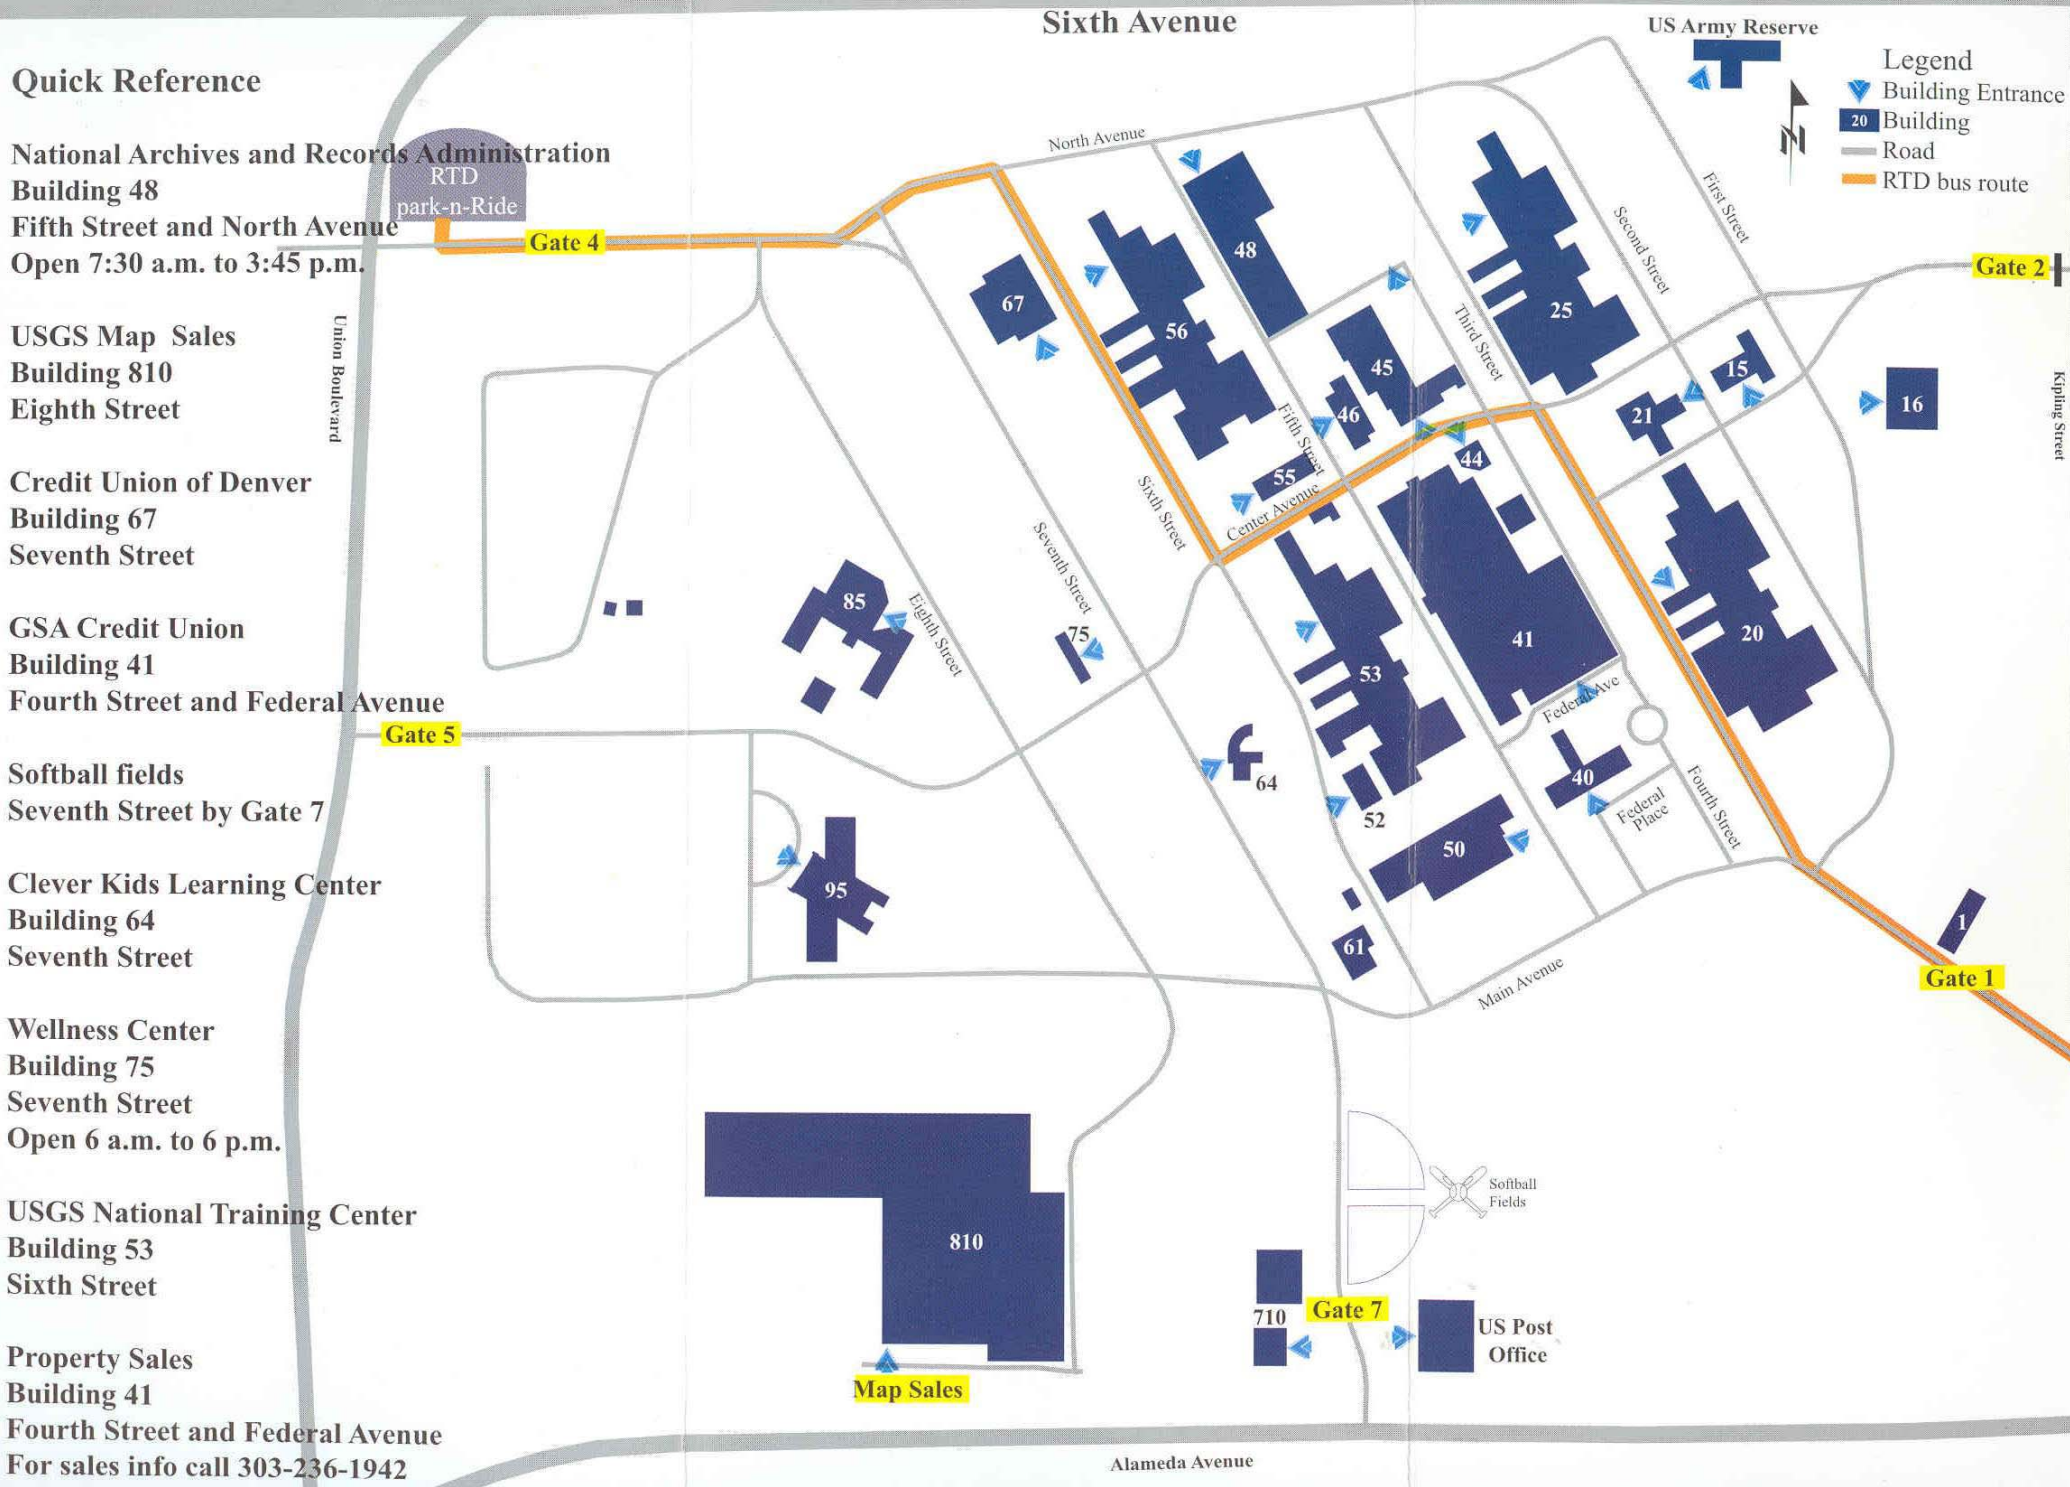 Sixth Avenue
US Army Reserve
Legend
Building Entrance
20 Building
Road
RTD bus route
N
Quick Reference
National Archives and Records Administration
Building 48
Fifth Street and North Avenue
Open 7:30 a.m. to 3:45 p.m.
USGS Map Sales
Building 810
Eighth Street
Credit Union of Denver
Building 67
Seventh Street
GSA Credit Union
Building 41
Fourth Street and Federal Avenue
Softball fields
Seventh Street by Gate 7
Clever Kids Learning Center
Building 64
Seventh Street
Wellness Center
Building 75
Seventh Street
Open 6 a.m. to 6 p.m.
USGS National Training Center
Building 53
Sixth Street
Property Sales
Building 41
Fourth Street and Federal Avenue
For sales info call 303-236-1942
RTD
park-n-Ride
Gate 4
Union Boulevard
North Avenue
First Street
Second Street
Third Street
Gate 2
Kipling Street
48
67
56
25
45
46
15
21
16
44
55
Fifth Street
Center Avenue
Sixth Street
Seventh Street
Eighth Street
85
75
53
41
20
Federal Ave
Gate 5
64
52
40
Federal
Place
Fourth Street
50
95
61
1
Gate 1
Main Avenue
810
Softball
Fields
710
Gate 7
US Post
Office
Map Sales
Alameda Avenue